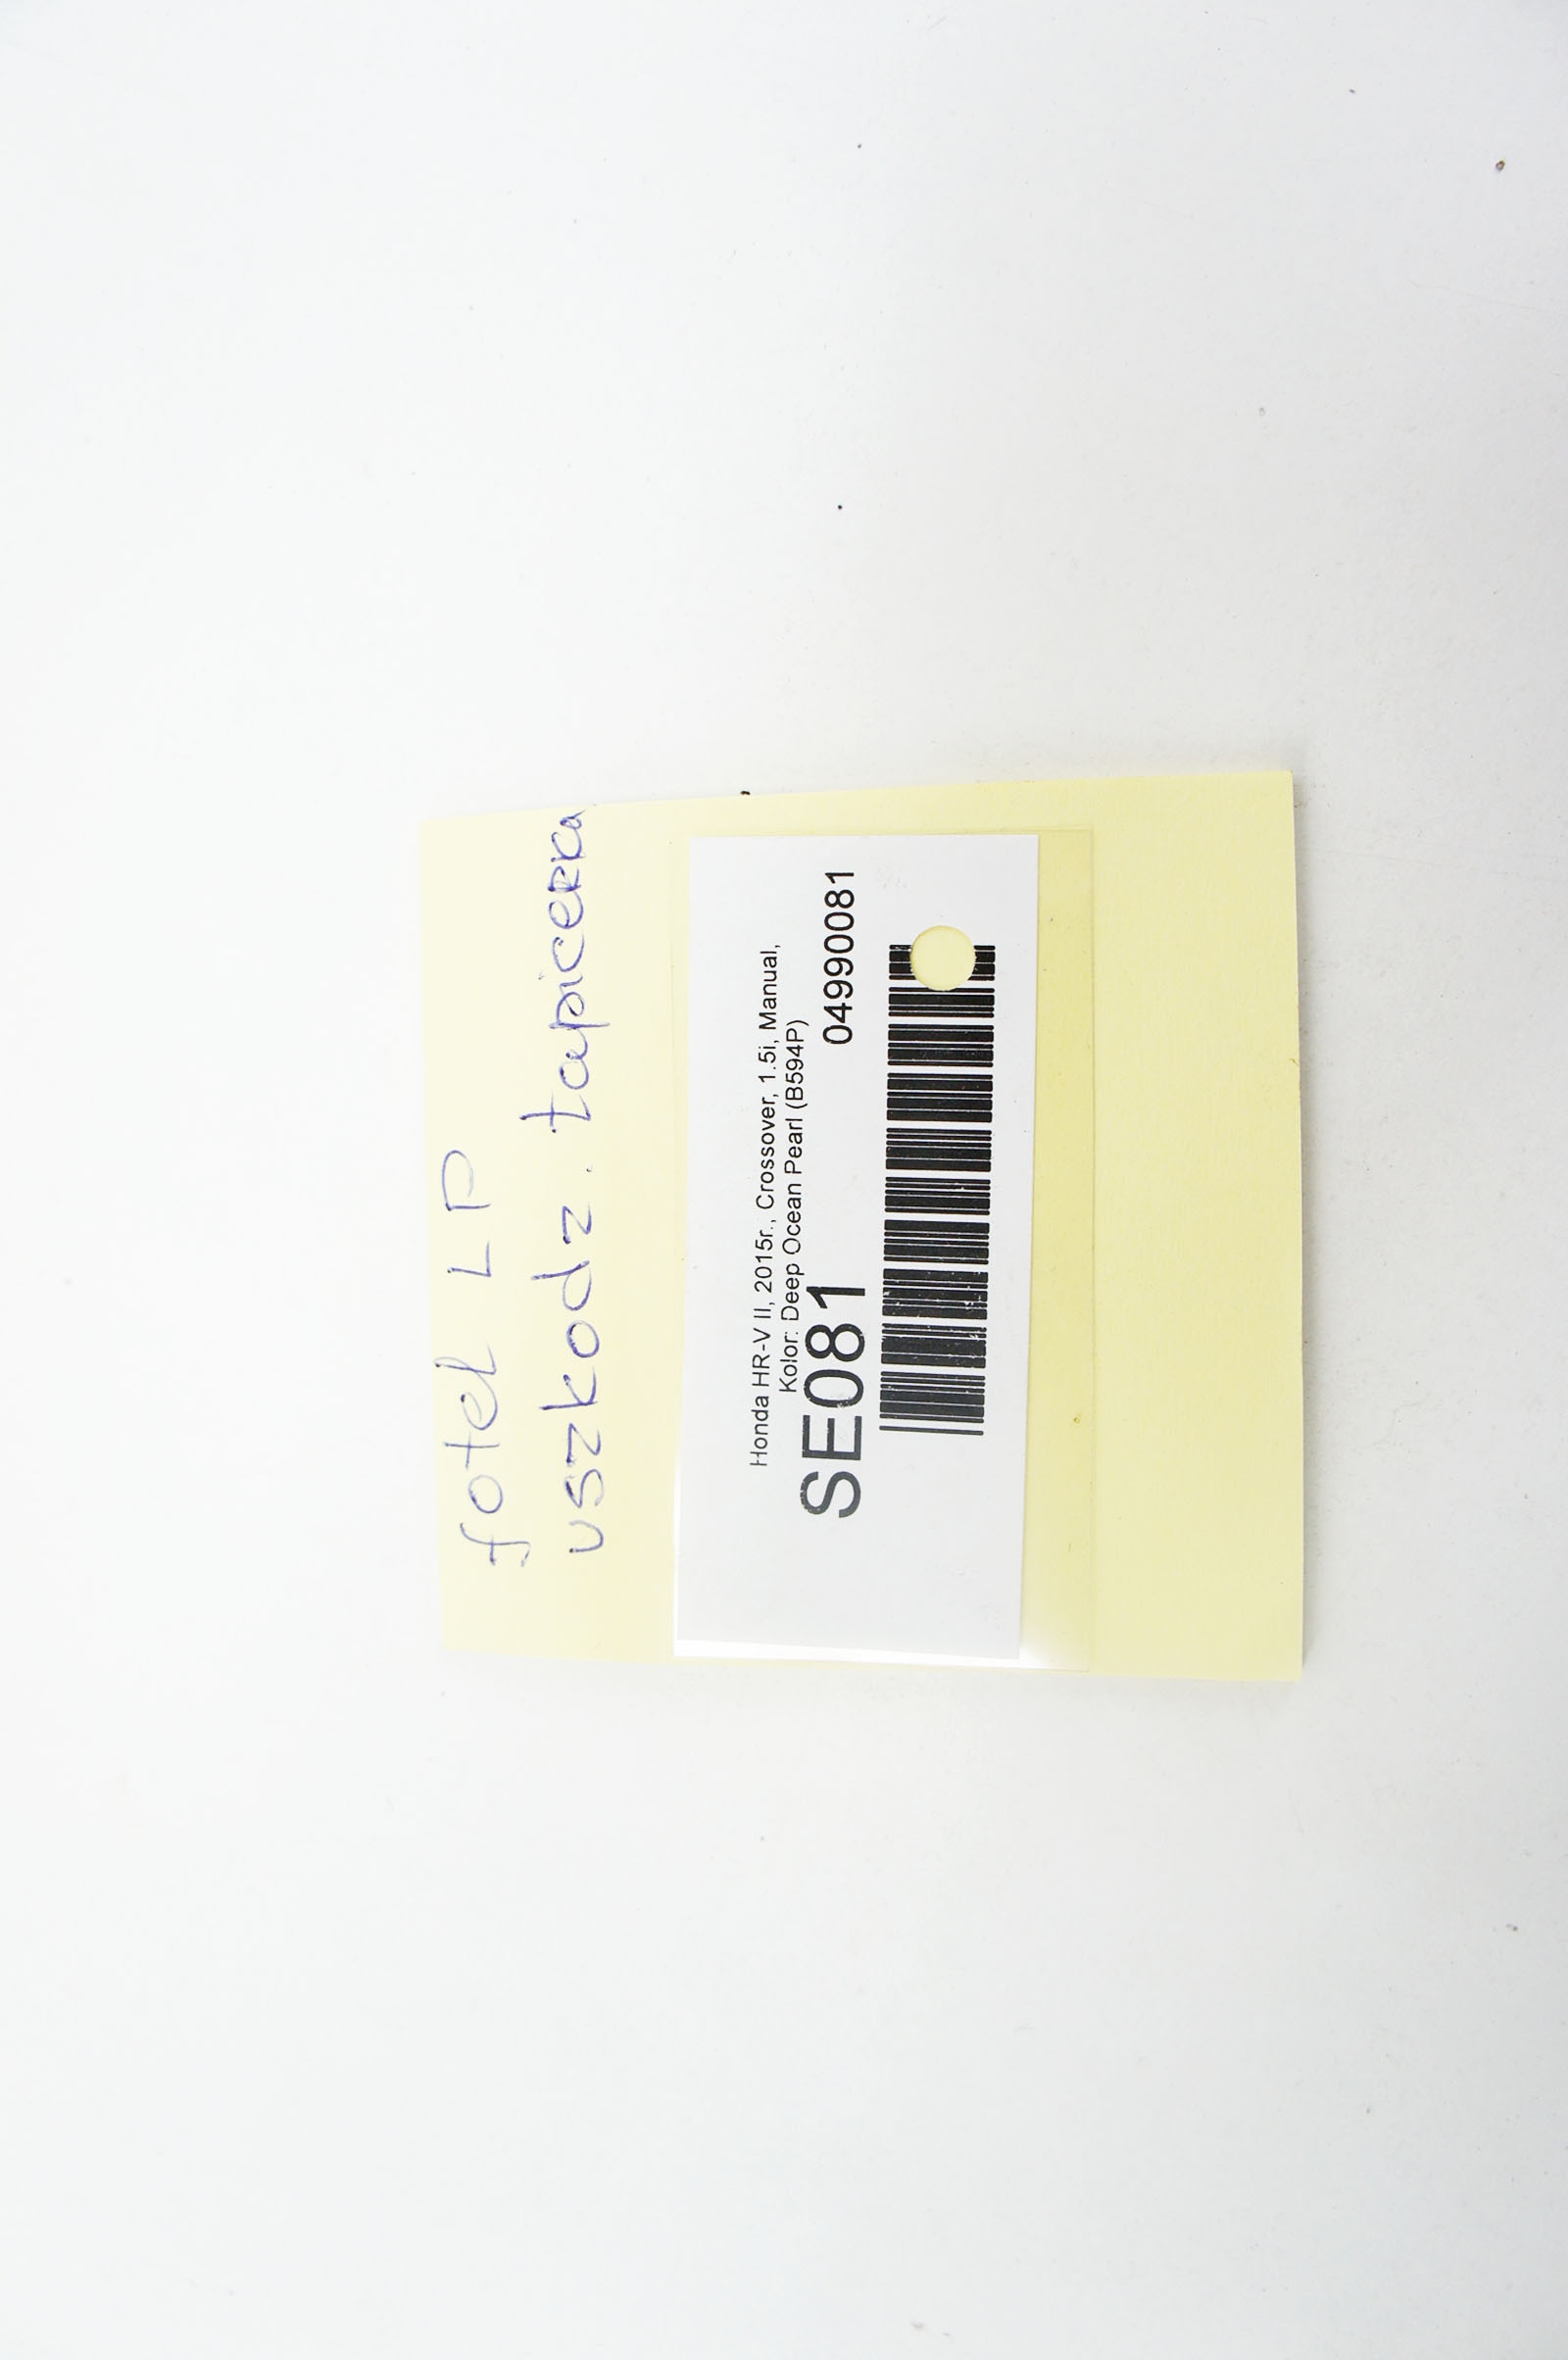 fotel LP
uszkodz. tapicerka
Honda HR-V II, 2015r., Crossover, 1.5i, Manual,
Kolor: Deep Ocean Pearl (B594P)
SE081 04990081